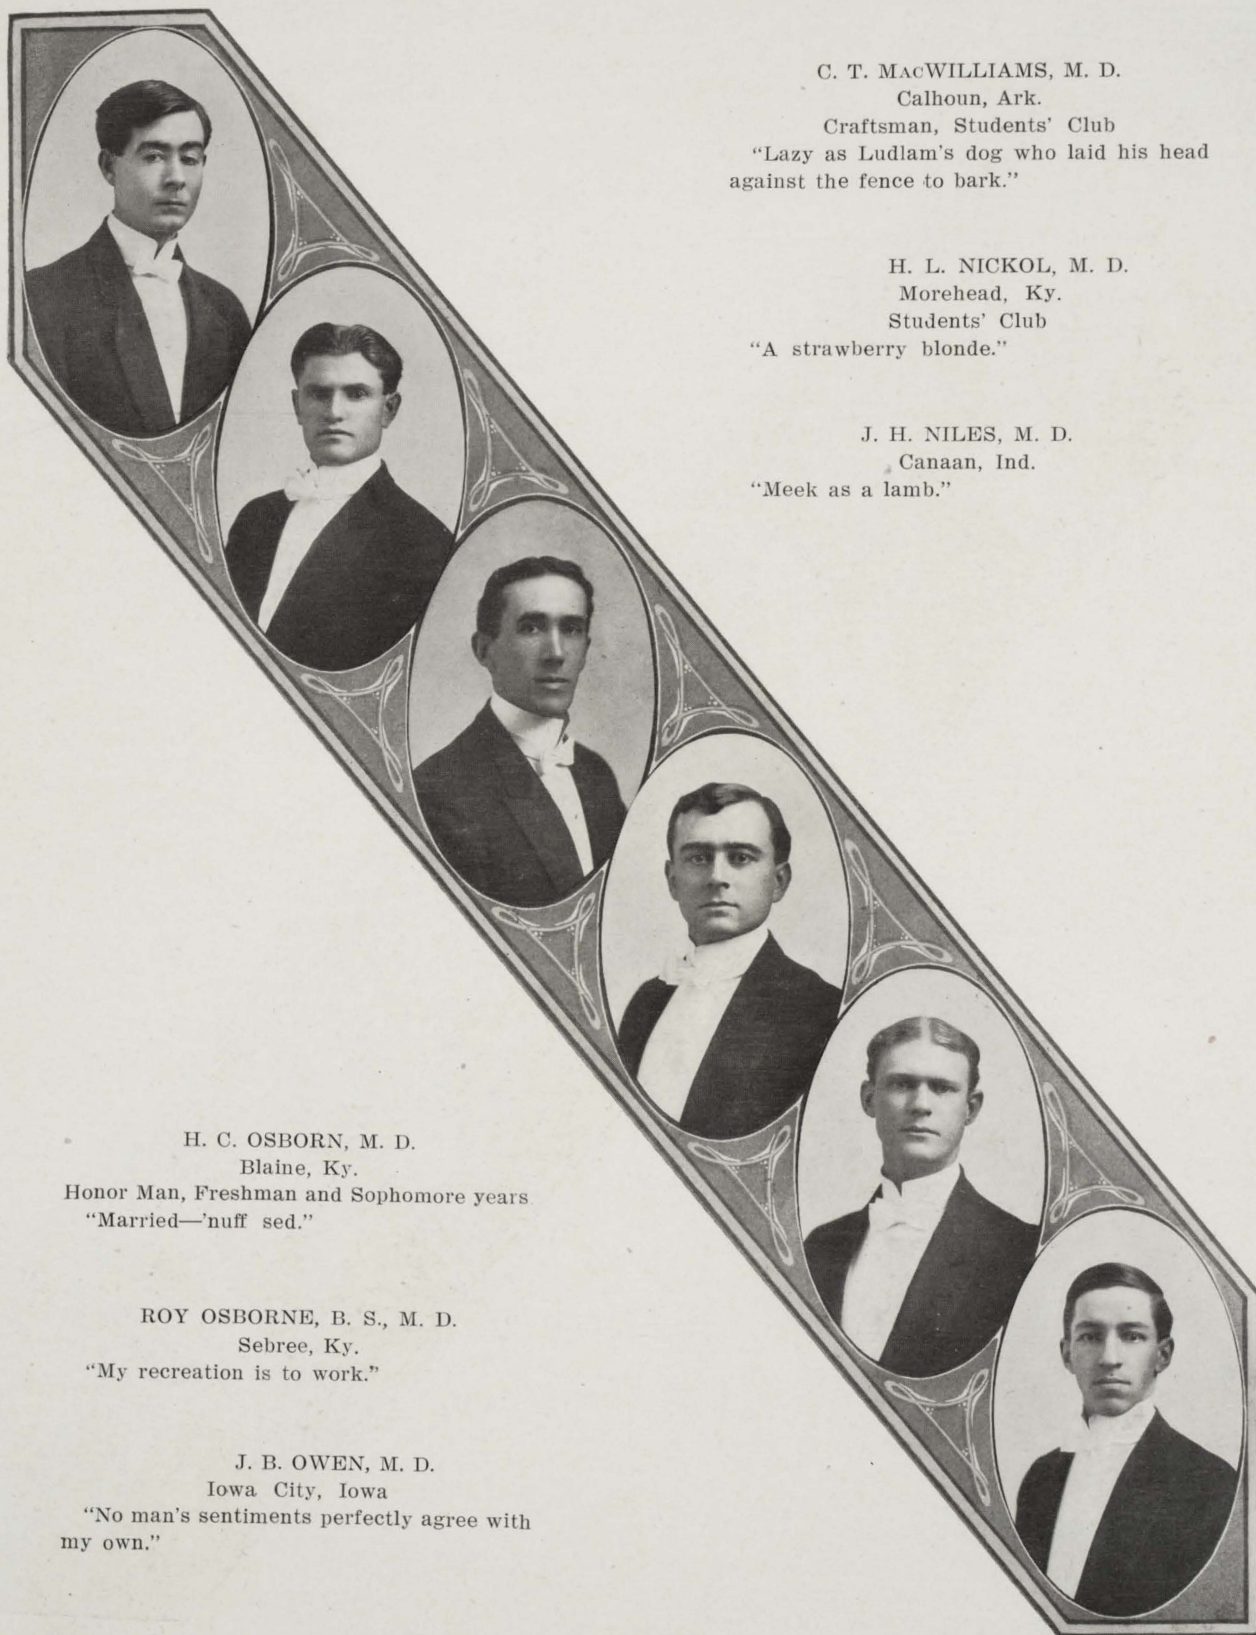 C. T. MacWILLIAMS, M. D.
Calhoun, Ark.
Craftsman, Students' Club
“Lazy as Ludlam's dog who laid his head
against the fence to bark.”
H. L. NICKOL, M. D.
Morehead, Ky.
Students' Club
“A strawberry blonde.”
J. H. NILES, M. D.
Canaan, Ind.
“Meek as a lamb.”
H. C. OSBORN, M. D.
Blaine, Ky.
Honor Man, Freshman and Sophomore years
“Married—'nuff sed.”
ROY OSBORNE, B. S., M. D.
Sebree, Ky.
“My recreation is to work.”
J. B. OWEN, M. D.
Iowa City, Iowa
“No man's sentiments perfectly agree with
my own.”